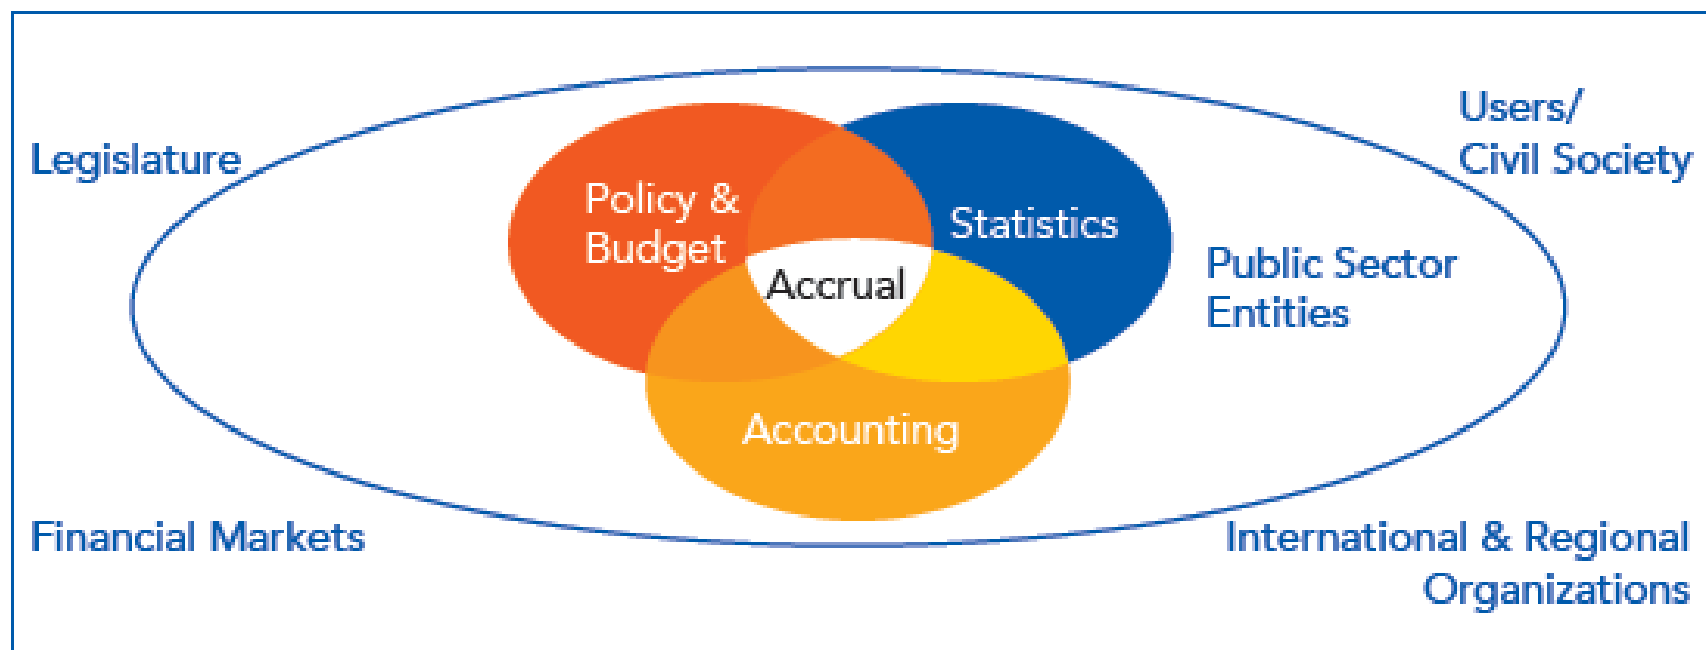 Legislature
Users/
Civil Society
Policy &
Budget
Statistics
Accrual
Public Sector
Entities
Accounting
Financial Markets
International & Regional
Organizations